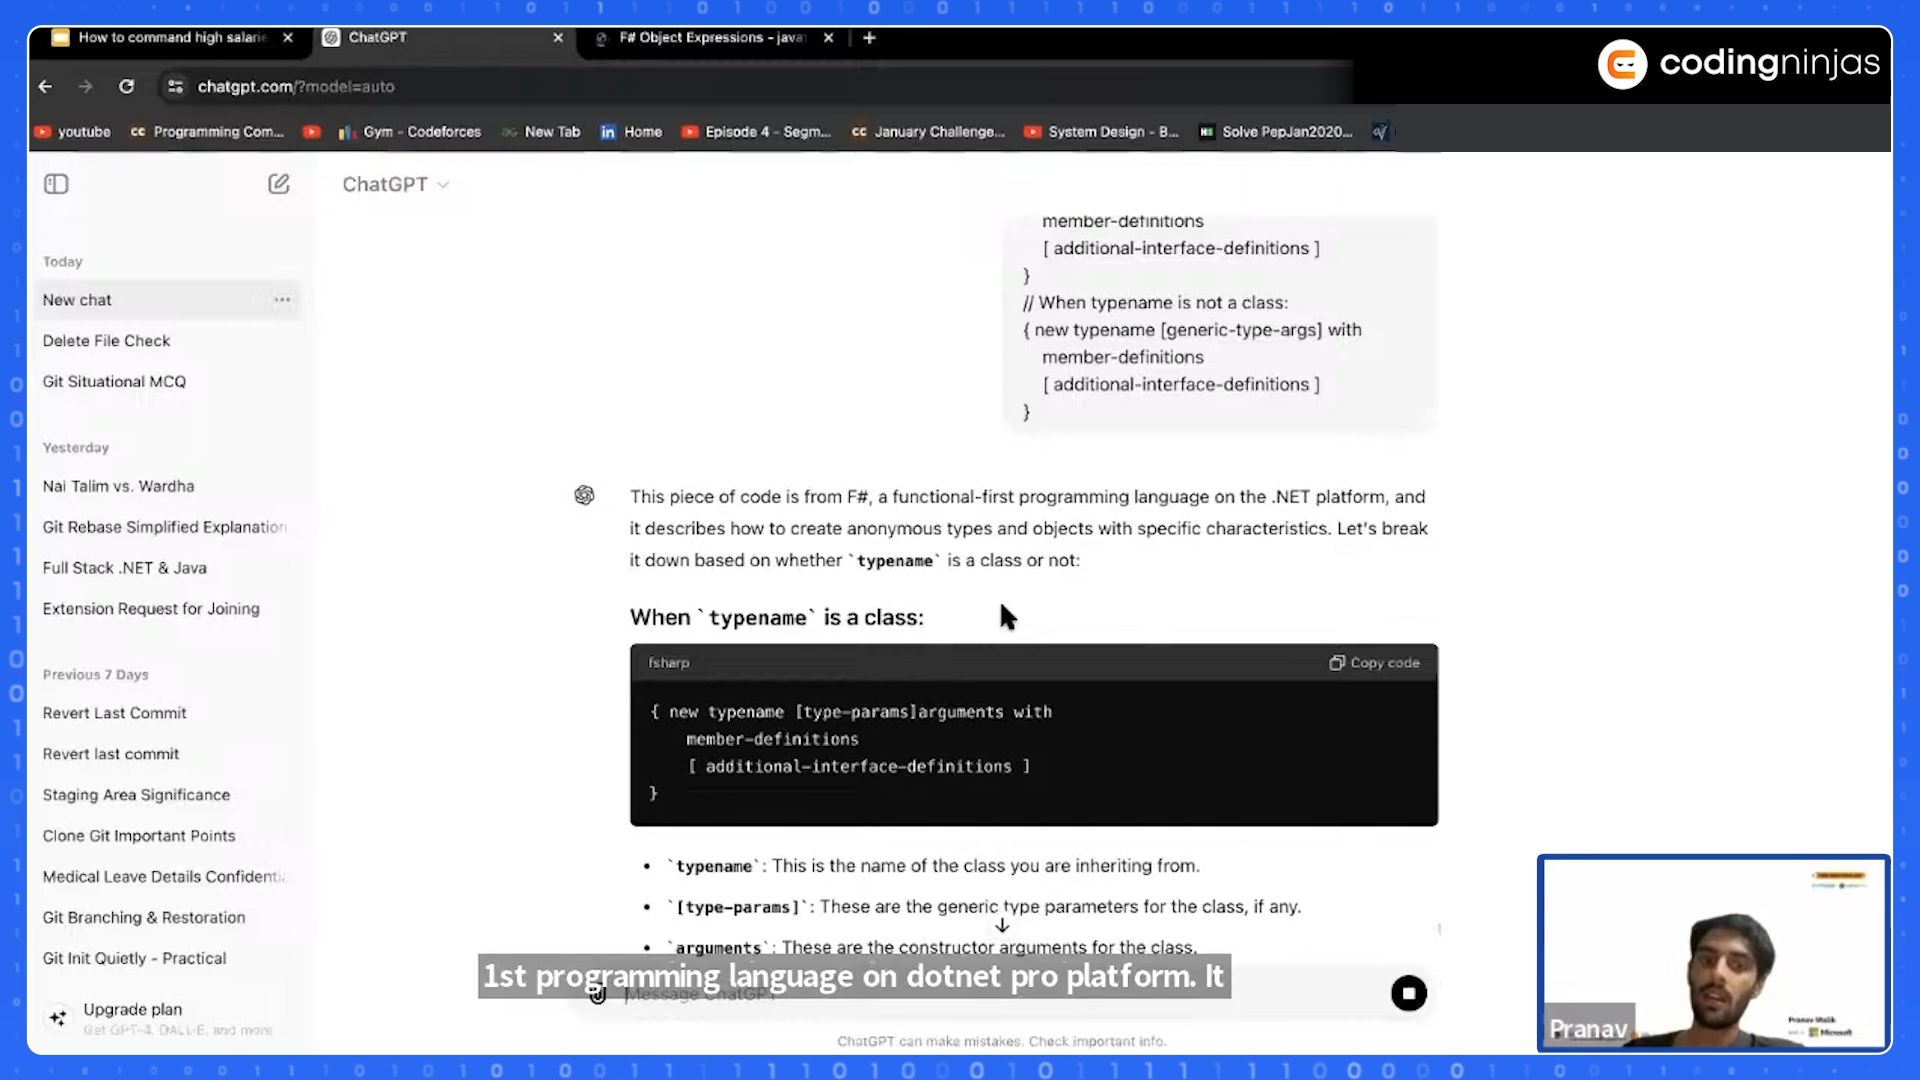 How to command high salarie
ChatGPT
F# Object Expressions - java
codingninjas
chatgpt.com/?model=auto
youtube
Programming Com...
Gym - Codeforces
New Tab
Home
Episode 4 - Segm...
January Challenge...
System Design - B...
Solve PepJan2020...
ChatGPT
Today
New chat
Delete File Check
Git Situational MCQ
Yesterday
Nai Talim vs. Wardha
Git Rebase Simplified Explanation
Full Stack .NET & Java
Extension Request for Joining
Previous 7 Days
Revert Last Commit
Revert last commit
Staging Area Significance
Clone Git Important Points
Medical Leave Details Confidentia
Git Branching & Restoration
Git Init Quietly - Practical
Upgrade plan
Get GPT-4, DALL-E, and more
member-definitions
[ additional-interface-definitions ]
}
// When typename is not a class:
{ new typename [generic-type-args] with
member-definitions
[ additional-interface-definitions ]
}
This piece of code is from F#, a functional-first programming language on the .NET platform, and
it describes how to create anonymous types and objects with specific characteristics. Let's break
it down based on whether `typename` is a class or not:
When `typename` is a class:
fsharp
Copy code
{ new typename [type-params]arguments with
member-definitions
[ additional-interface-definitions ]
}
• `typename`: This is the name of the class you are inheriting from.
• `[type-params]`: These are the generic type parameters for the class, if any.
• `arguments`: These are the constructor arguments for the class.
1st programming language on dotnet pro platform. It
Message ChatGPT
ChatGPT can make mistakes. Check important info.
Pranav
Pranav Malik
Microsoft